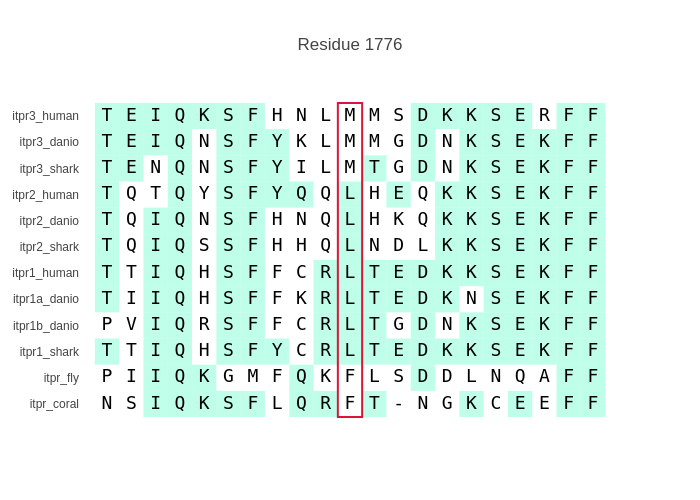 Residue 1776
itpr3_human T E I Q K S F H N L M M S D K K S E R F F
itpr3_danio T E I Q N S F Y K L M M G D N K S E K F F
itpr3_shark T E N Q N S F Y I L M T G D N K S E K F F
itpr2_human T Q T Q Y S F Y Q Q L H E Q K K S E K F F
itpr2_danio T Q I Q N S F H N Q L H K Q K K S E K F F
itpr2_shark T Q I Q S S F H H Q L N D L K K S E K F F
itpr1_human T T I Q H S F F C R L T E D K K S E K F F
itpr1a_danio T I I Q H S F F K R L T E D K N S E K F F
itpr1b_danio P V I Q R S F F C R L T G D N K S E K F F
itpr1_shark T T I Q H S F Y C R L T E D K K S E K F F
itpr_fly P I I Q K G M F Q K F L S D D L N Q A F F
itpr_coral N S I Q K S F L Q R F T - N G K C E E F F